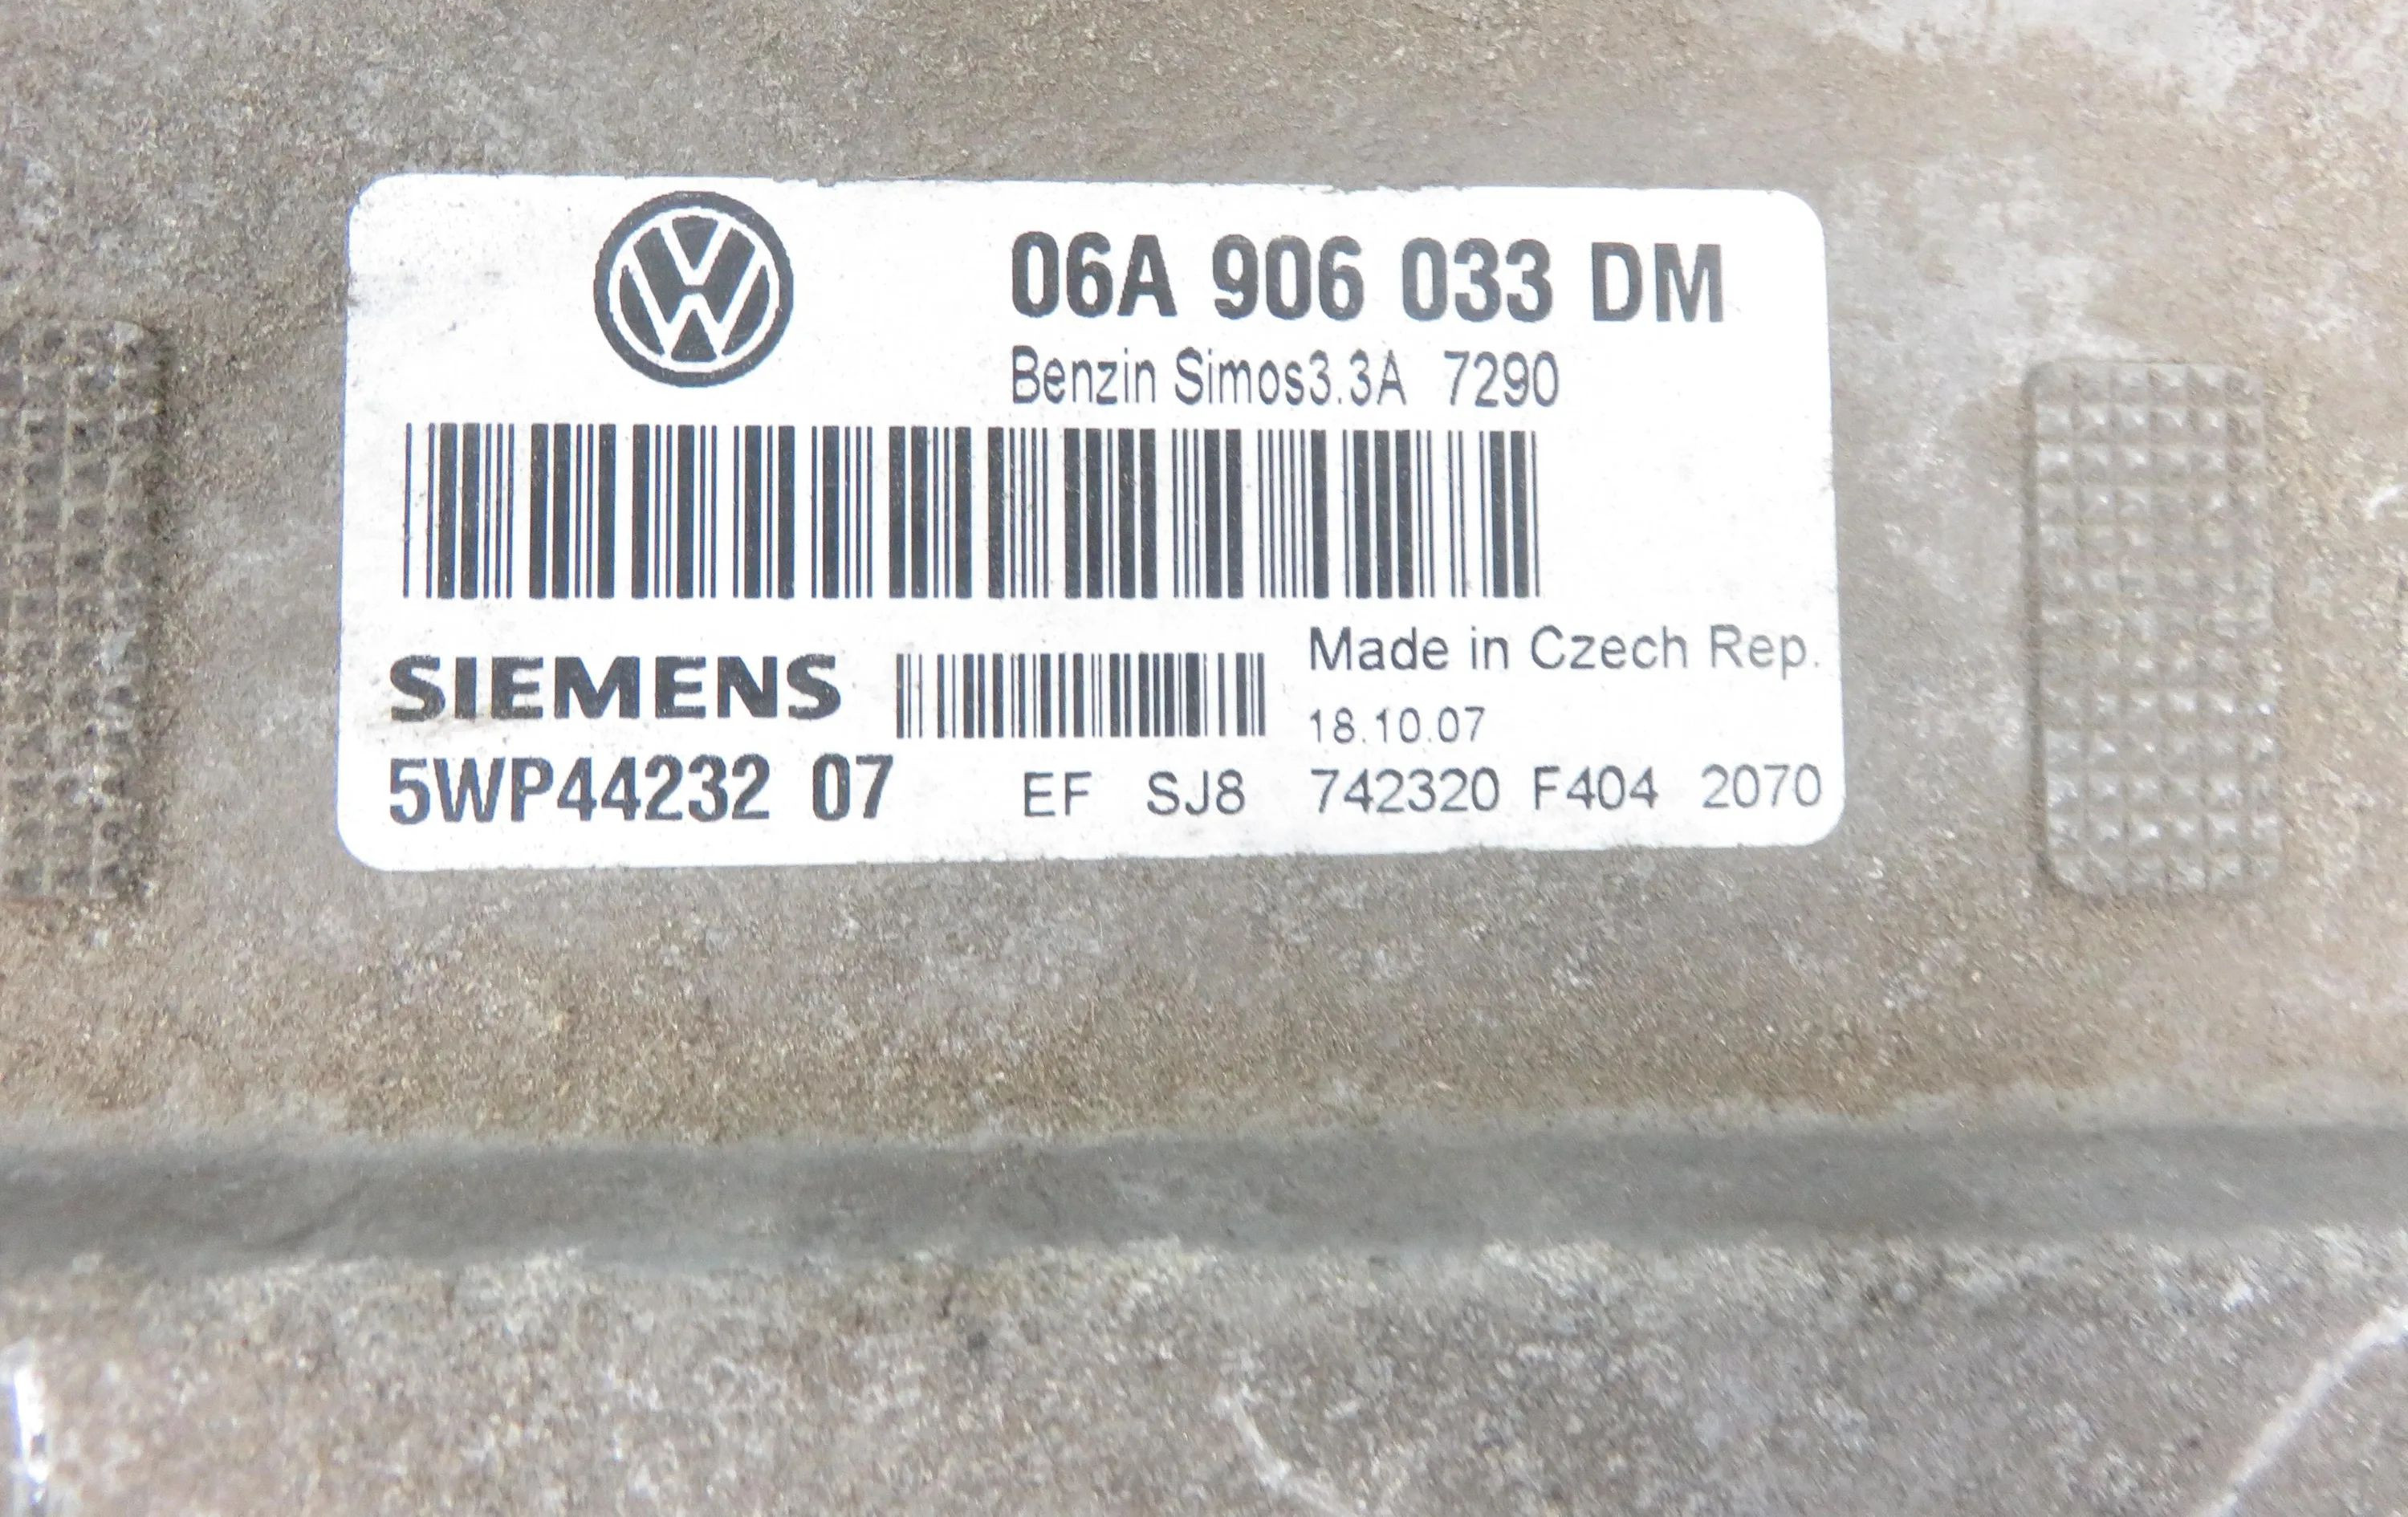 06A 906 033 DM
Benzin Simos3.3A 7290
SIEMENS
Made in Czech Rep.
18.10.07
5WP44232 07 EF SJ8 742320 F404 2070